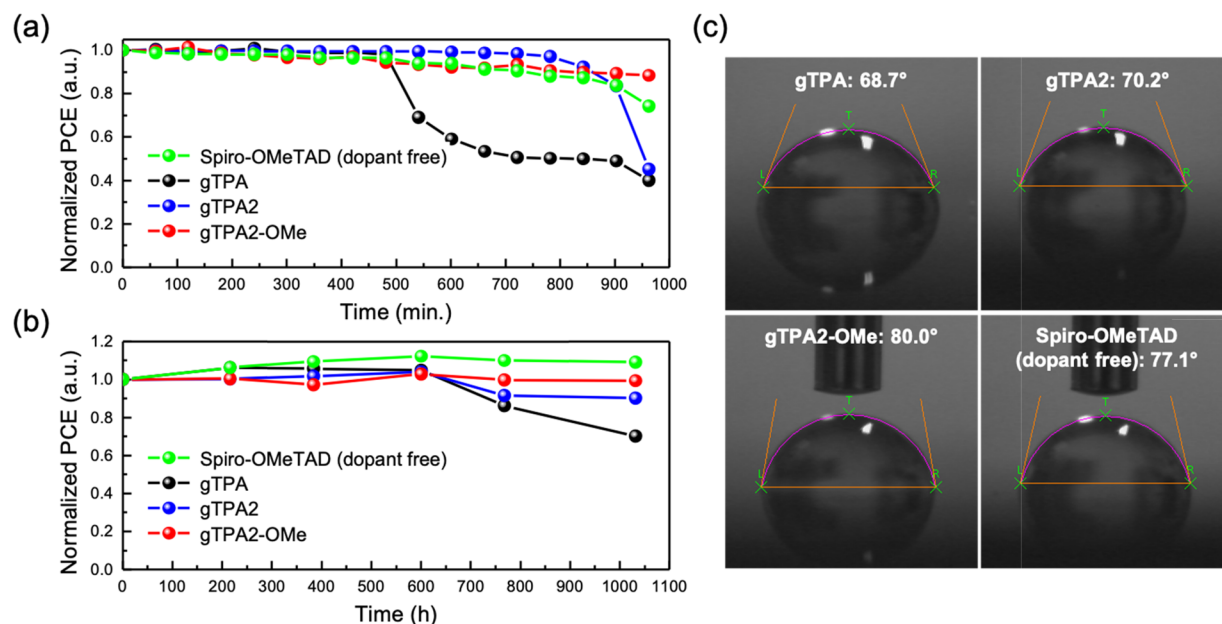 (a)
Normalized PCE (a.u.)
1.0
0.8
0.6
0.4
0.2
0.0
Spiro-OMeTAD (dopant free)
gTPA
gTPA2
gTPA2-OMe
0 100 200 300 400 500 600 700 800 900 1000
Time (min.)
(b)
Normalized PCE (a.u.)
1.2
1.0
0.8
0.6
0.4
0.2
0.0
Spiro-OMeTAD (dopant free)
gTPA
gTPA2
gTPA2-OMe
0 100 200 300 400 500 600 700 800 900 1000 1100
Time (h)
(c)
gTPA: 68.7°
T
L
R
gTPA2: 70.2°
T
L
R
gTPA2-OMe: 80.0°
T
L
R
Spiro-OMeTAD
(dopant free): 77.1°
T
L
R